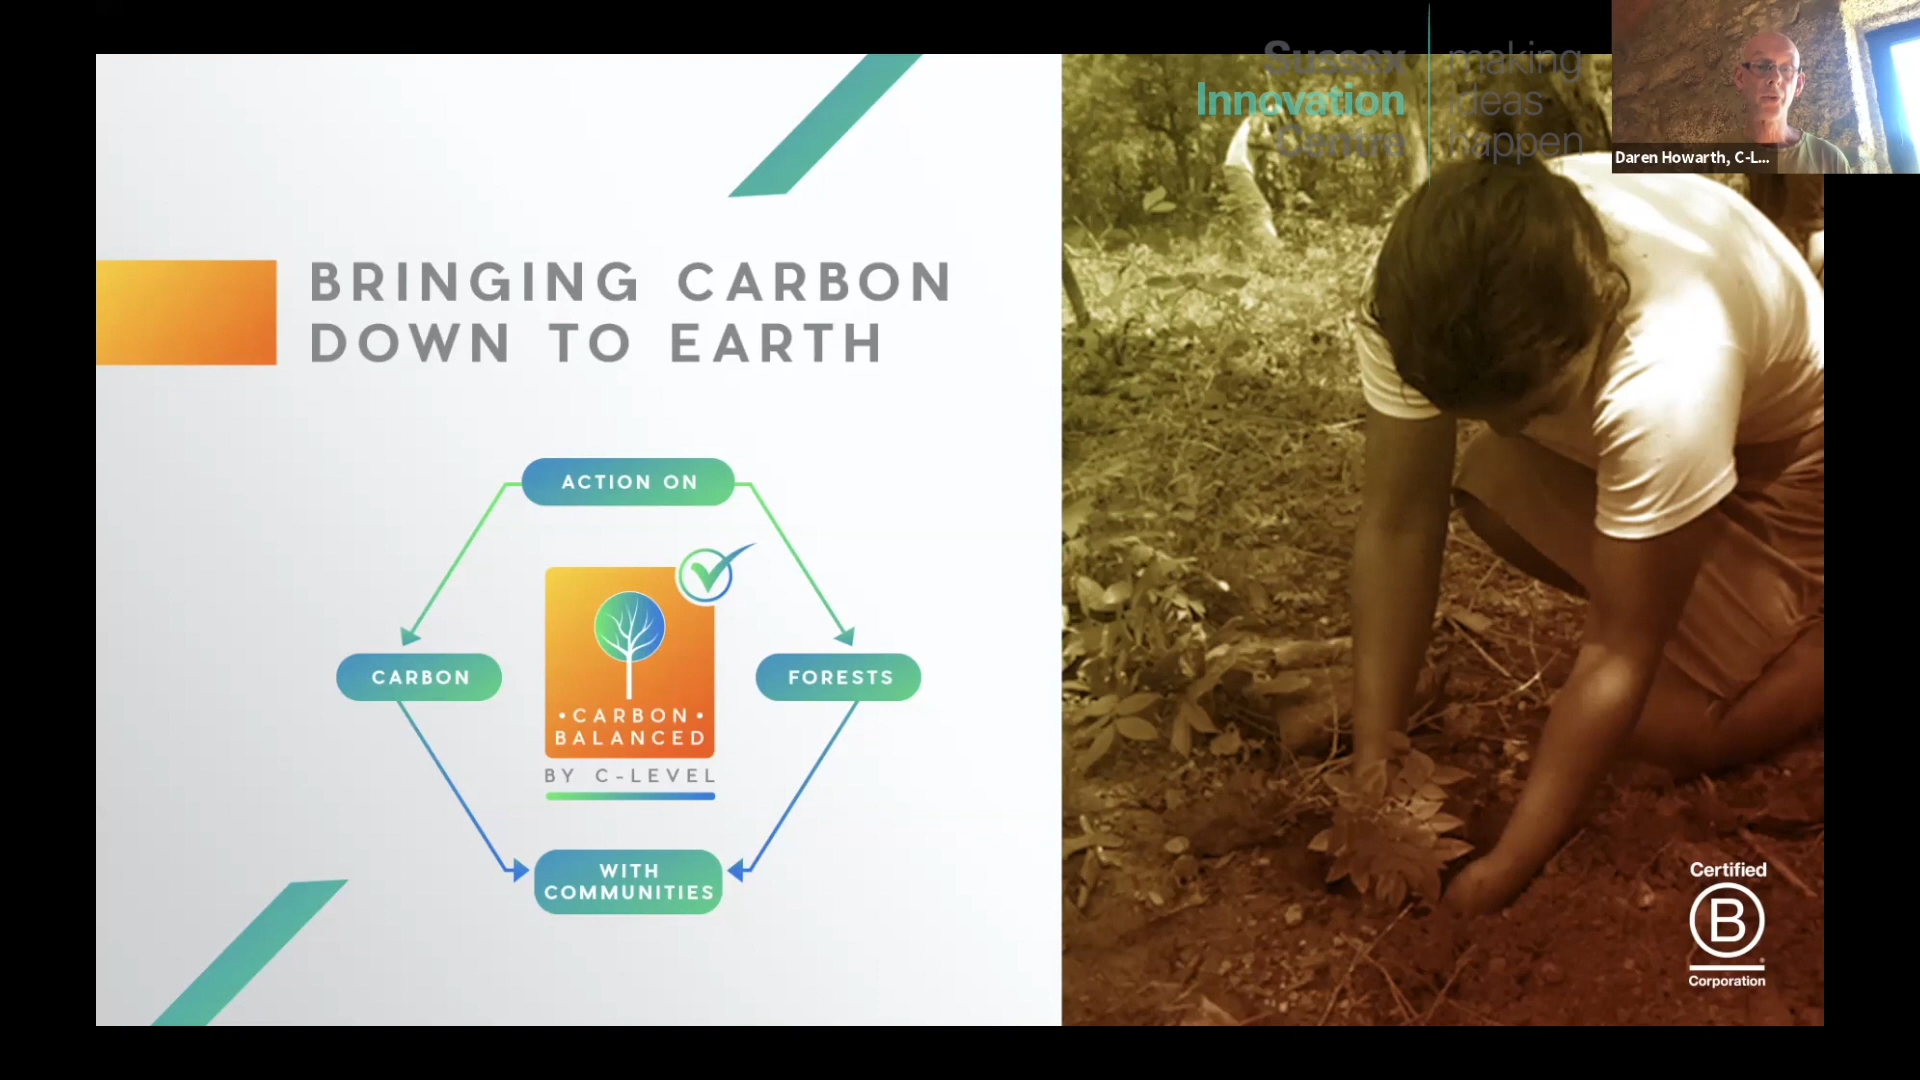 Sussex
Innovation
Centre
making
ideas
happen
Daren Howarth, C-L...
BRINGING CARBON
DOWN TO EARTH
ACTION ON
CARBON
FORESTS
• CARBON •
BALANCED
BY C-LEVEL
WITH
COMMUNITIES
Certified
B
Corporation